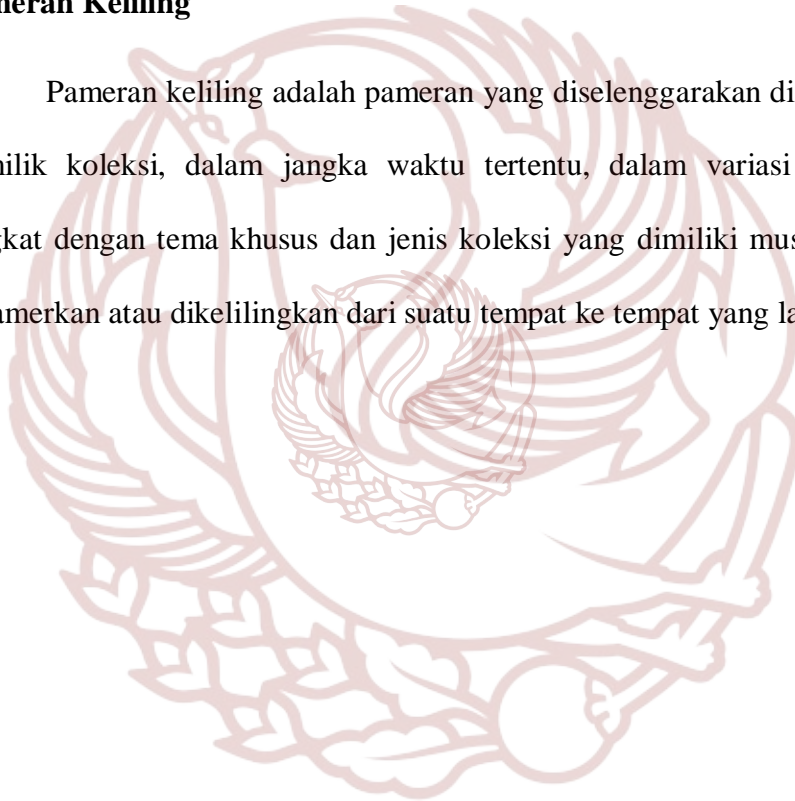 meran Keliling
Pameran keliling adalah pameran yang diselenggarakan di
nilik koleksi, dalam jangka waktu tertentu, dalam variasi
gkat dengan tema khusus dan jenis koleksi yang dimiliki mus
amerkan atau dikelilingkan dari suatu tempat ke tempat yang la